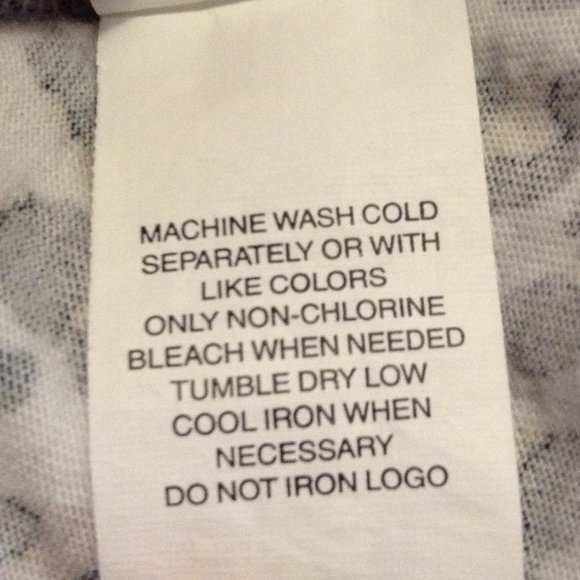 MACHINE WASH COLD
SEPARATELY OR WITH
LIKE COLORS
ONLY NON-CHLORINE
BLEACH WHEN NEEDED
TUMBLE DRY LOW
COOL IRON WHEN
NECESSARY
DO NOT IRON LOGO